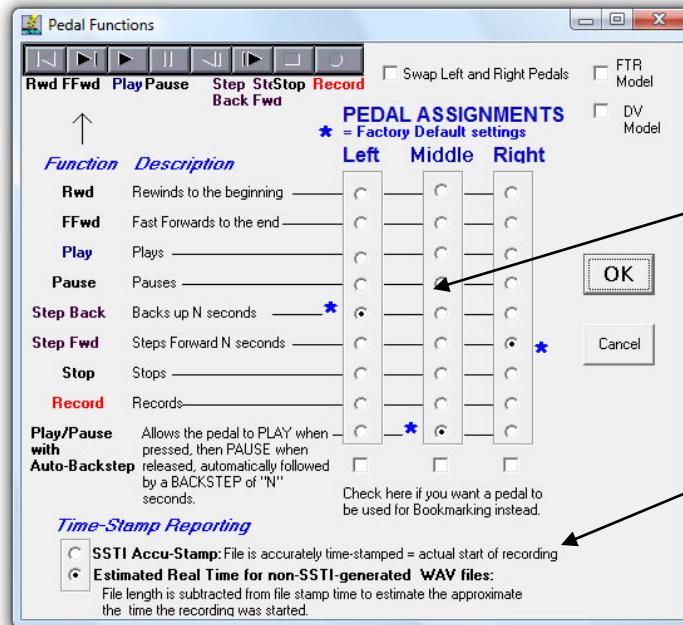 Pedal Functions
Swap Left and Right Pedals
FTR Model
DV Model
Rwd FFwd Play Pause Step Back Fwd Stop Record
PEDAL ASSIGNMENTS
* = Factory Default settings
Function Description Left Middle Right
Rwd Rewinds to the beginning
FFwd Fast Forwards to the end
Play Plays
Pause Pauses
Step Back Backs up N seconds *
Step Fwd Steps Forward N seconds *
Stop Stops
Record Records
Play/Pause with Auto-Backstep
Allows the pedal to PLAY when
pressed, then PAUSE when
released, automatically followed
by a BACKSTEP of "N"
seconds.
*
OK
Cancel
Check here if you want a pedal to
be used for Bookmarking instead.
Time-Stamp Reporting
SSTI Accu-Stamp: File is accurately time-stamped = actual start of recording
Estimated Real Time for non-SSTI-generated WAV files:
File length is subtracted from file stamp time to estimate the approximate
the time the recording was started.